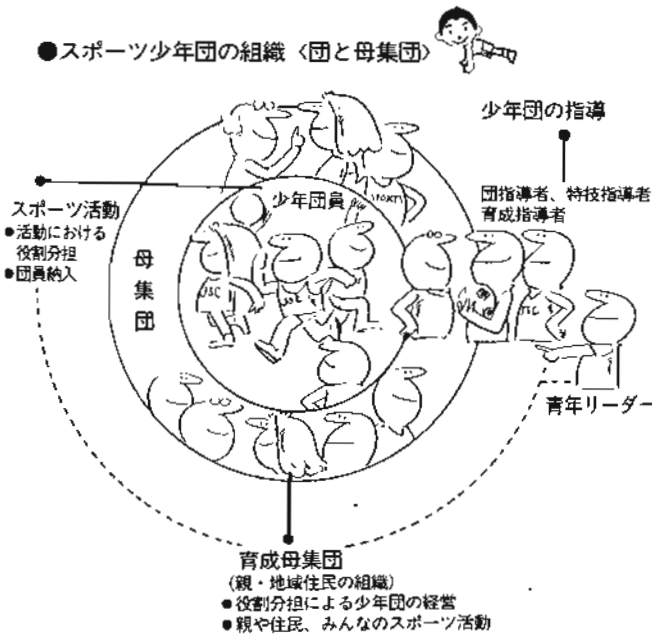 ●スポーツ少年団の組織〈団と母集団〉
少年団の指導
団指導者、特技指導者
育成指導者
少年団員
スポーツ活動
●活動における
役割分担
●団員納入
母集団
JSC
JSC
青年リーダー
育成母集団
(親・地域住民の組織)
●役割分担による少年団の経営
●親や住民、みんなのスポーツ活動